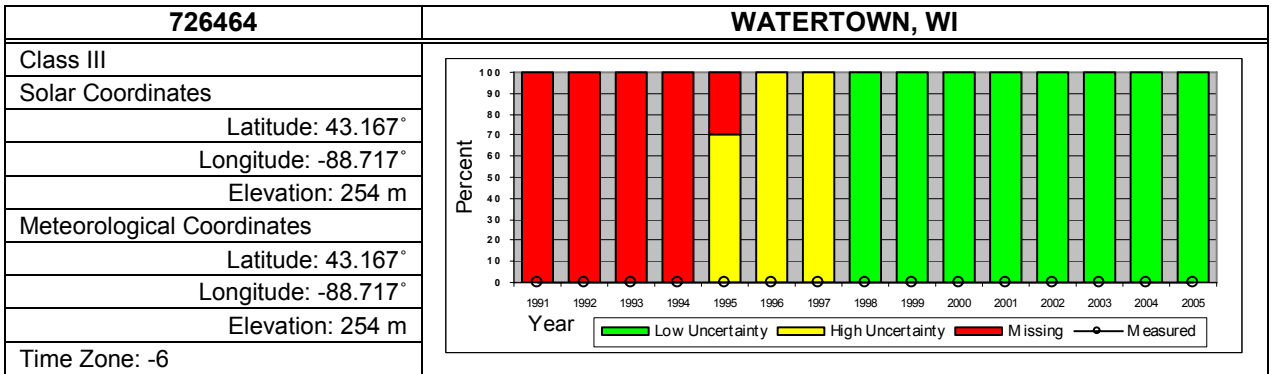 726464
WATERTOWN, WI
Class III
Solar Coordinates
Latitude: 43.167˚
Longitude: -88.717˚
Elevation: 254 m
Meteorological Coordinates
Latitude: 43.167˚
Longitude: -88.717˚
Elevation: 254 m
Time Zone: -6
Percent
100
90
80
70
60
50
40
30
20
10
0
1991 1992 1993 1994 1995 1996 1997 1998 1999 2000 2001 2002 2003 2004 2005
Year
Low Uncertainty High Uncertainty Missing Measured